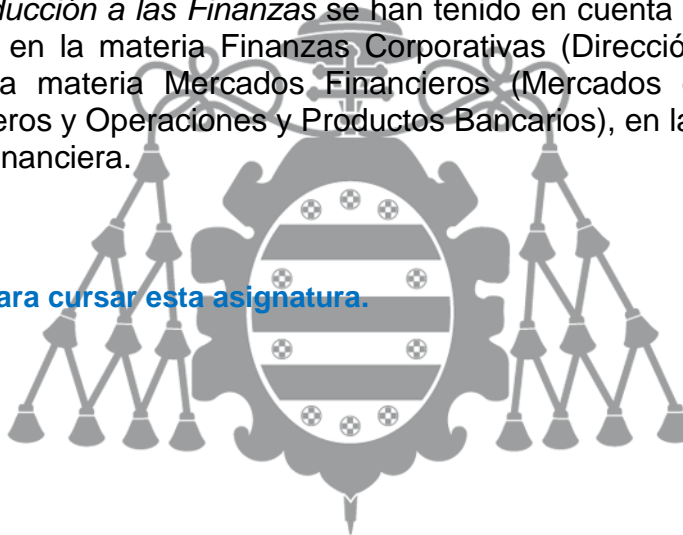 ducción a las Finanzas se han tenido en cuenta
en la materia Finanzas Corporativas (Dirección
a materia Mercados Financieros (Mercados
eros y Operaciones y Productos Bancarios), en la
nanciera.
ara cursar esta asignatura.